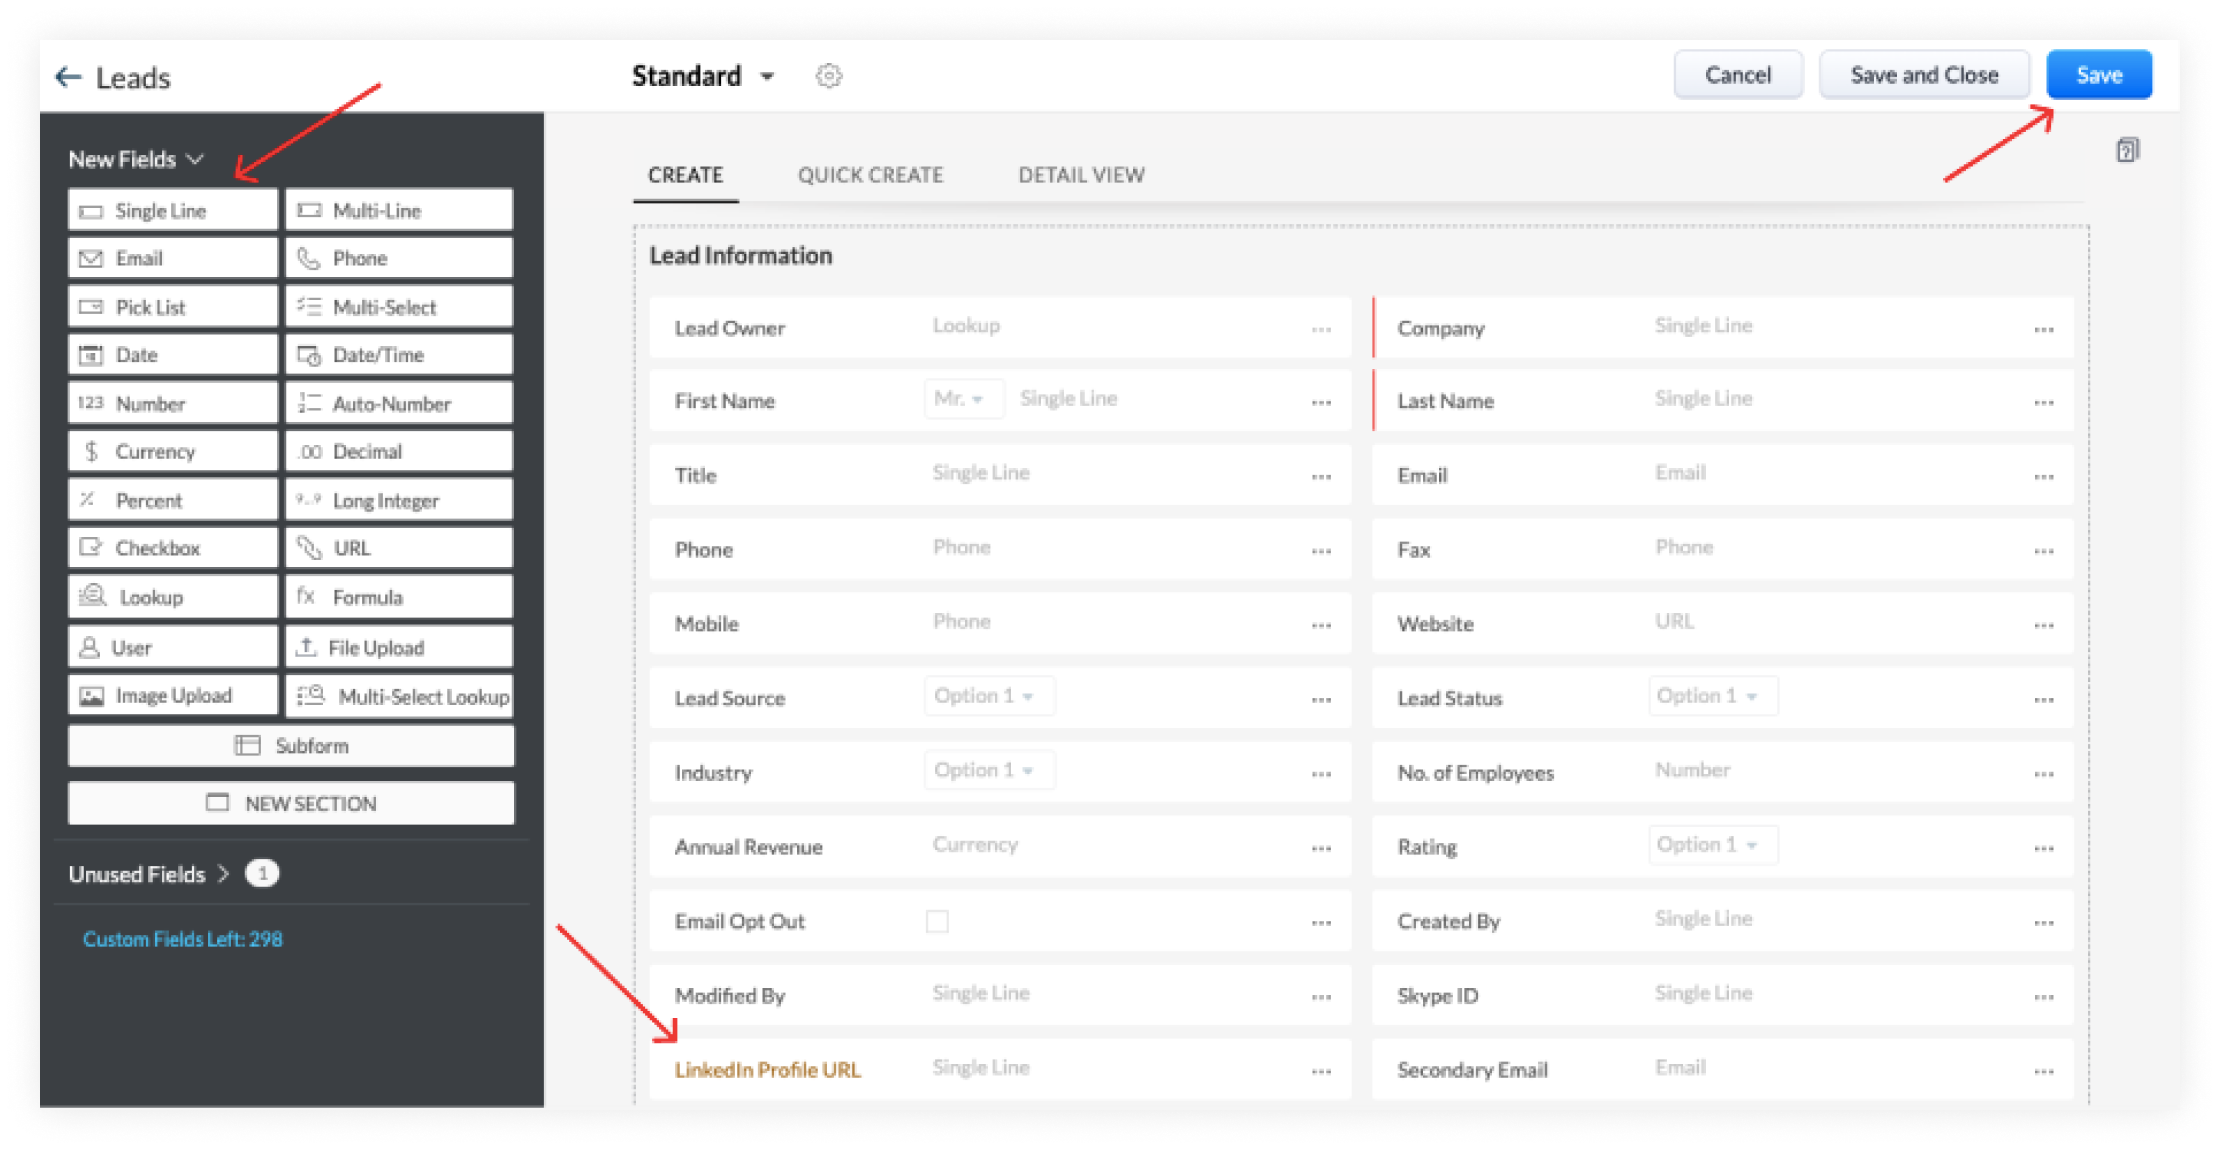 Leads
Standard
Cancel
Save and Close
Save
New Fields
Single Line
Multi-Line
Email
Phone
Pick List
Multi-Select
Date
Date/Time
123 Number
Auto-Number
$ Currency
.00 Decimal
% Percent
9..9 Long Integer
Checkbox
URL
Lookup
fx Formula
User
File Upload
Image Upload
Multi-Select Lookup
Subform
NEW SECTION
Unused Fields > 1
Custom Fields Left: 298
CREATE
QUICK CREATE
DETAIL VIEW
Lead Information
Lead Owner Lookup ...
Company Single Line ...
First Name Mr. Single Line ...
Last Name Single Line ...
Title Single Line ...
Email Email ...
Phone Phone ...
Fax Phone ...
Mobile Phone ...
Website URL ...
Lead Source Option 1 ...
Lead Status Option 1 ...
Industry Option 1 ...
No. of Employees Number ...
Annual Revenue Currency ...
Rating Option 1 ...
Email Opt Out ...
Created By Single Line ...
Modified By Single Line ...
Skype ID Single Line ...
LinkedIn Profile URL Single Line ...
Secondary Email Email ...